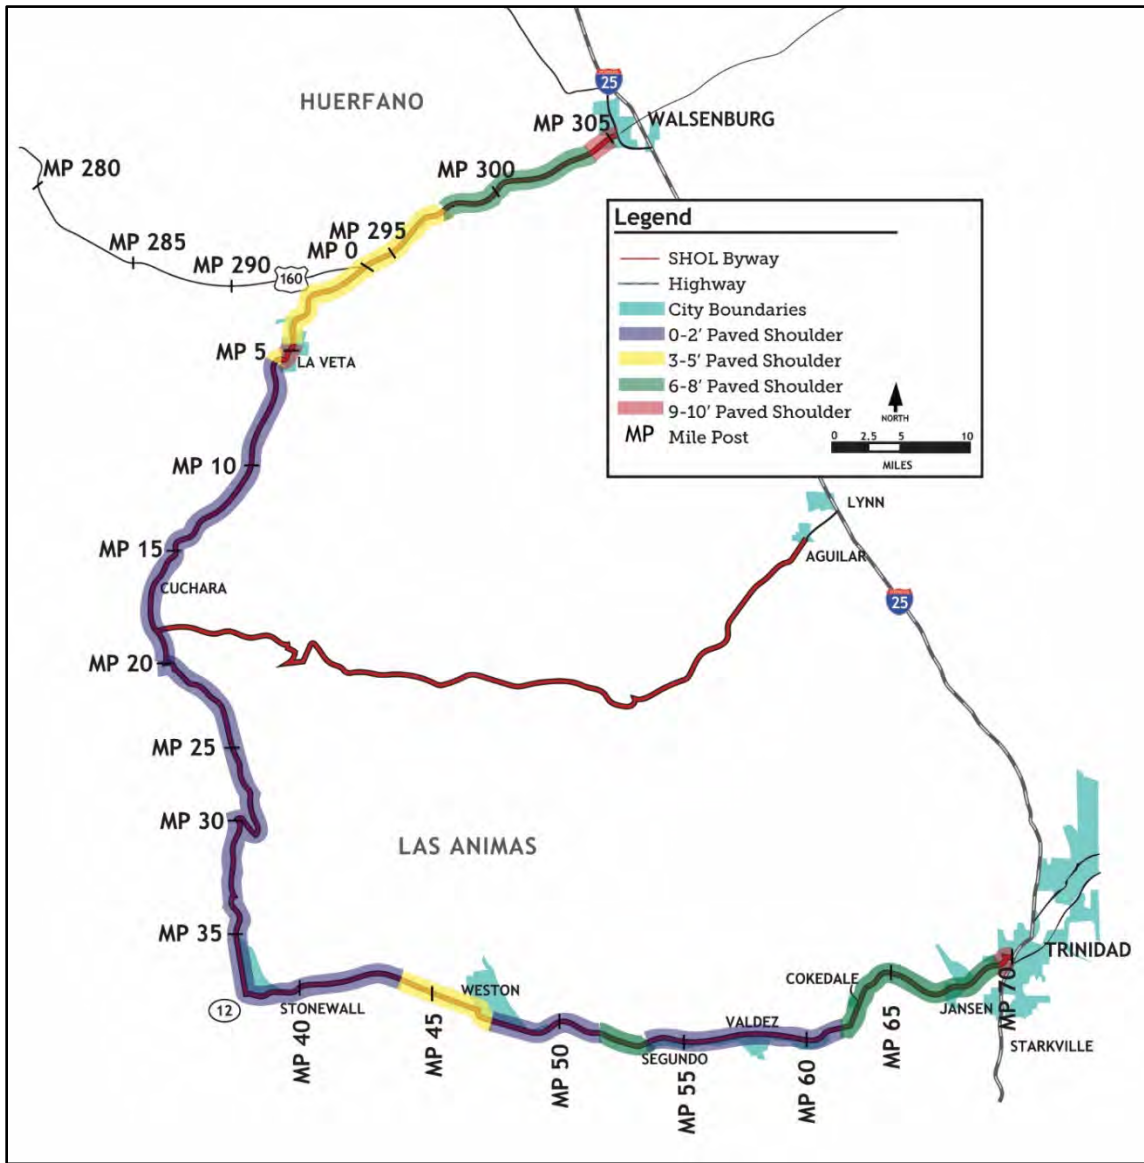 25
HUERFANO
MP 305
WALSENBURG
MP 300
MP 280
MP 295
MP 0
MP 285
MP 290
160
Legend
SHOL Byway
Highway
City Boundaries
0-2' Paved Shoulder
3-5' Paved Shoulder
6-8' Paved Shoulder
9-10' Paved Shoulder
MP Mile Post
NORTH
0 2.5 5 10
MILES
MP 5
LA VETA
MP 10
LYNN
MP 15
AGUILAR
CUCHARA
25
MP 20
MP 25
MP 30
LAS ANIMAS
MP 35
TRINIDAD
COKEDALE
WESTON
12
STONEWALL
JANSEN
MP 70
VALDEZ
MP 40
MP 45
MP 50
SEGUNDO
MP 55
MP 60
MP 65
STARKVILLE